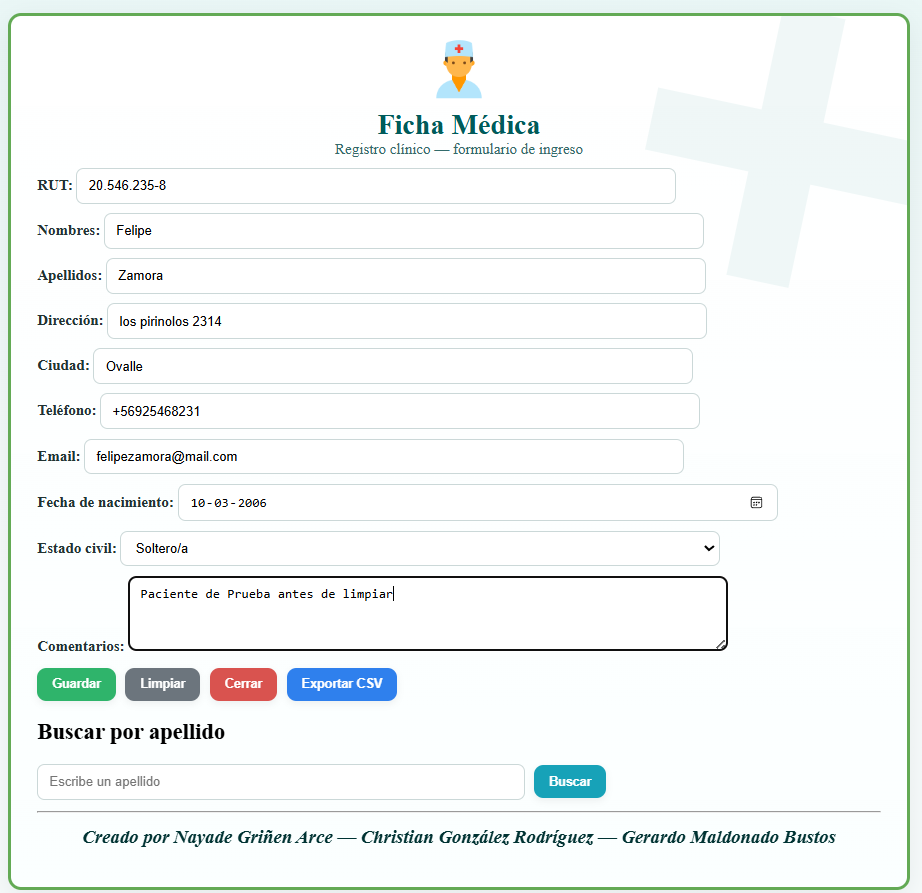 Ficha Médica
Registro clínico — formulario de ingreso
RUT: 20.546.235-8
Nombres: Felipe
Apellidos: Zamora
Dirección: los pirinolos 2314
Ciudad: Ovalle
Teléfono: +56925468231
Email: felipezamora@mail.com
Fecha de nacimiento: 10-03-2006
Estado civil: Soltero/a
Paciente de Prueba antes de limpiar
Comentarios:
Guardar Limpiar Cerrar Exportar CSV
Buscar por apellido
Escribe un apellido Buscar
Creado por Nayade Griñen Arce — Christian González Rodríguez — Gerardo Maldonado Bustos